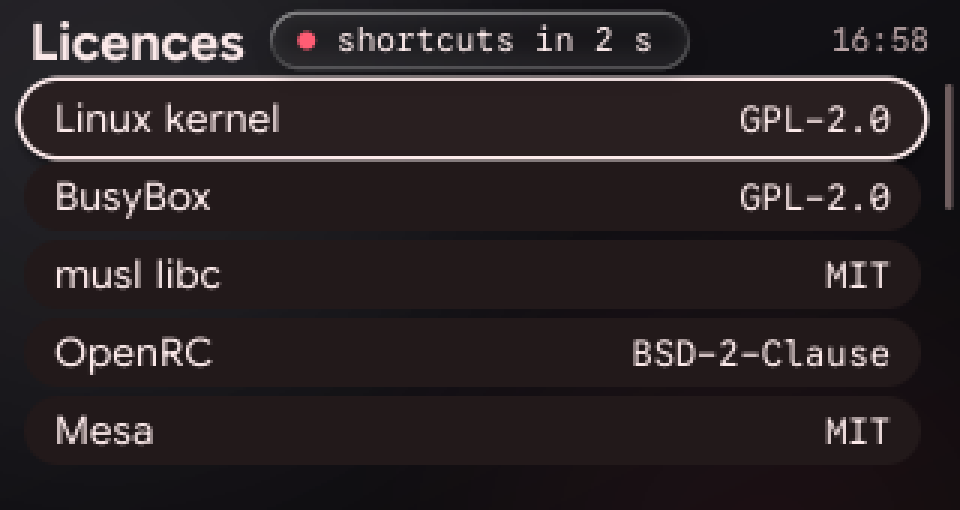 Licences shortcuts in 2 s 16:58
Linux kernel GPL-2.0
BusyBox GPL-2.0
musl libc MIT
OpenRC BSD-2-Clause
Mesa MIT